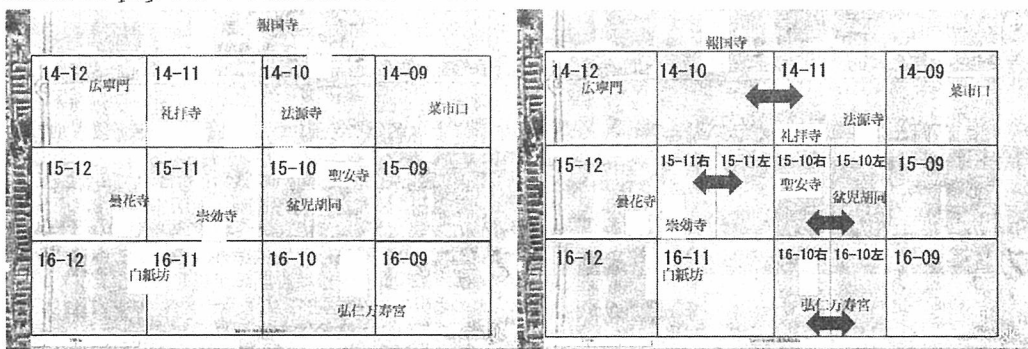 報国寺
14-12 14-11 14-10 14-09
広寧門
礼拝寺 法源寺 菜市口
15-12 15-11 15-10 聖安寺 15-09
曇花寺 崇効寺 盆児胡同
16-12 16-11 16-10 16-09
白紙坊
弘仁万寿宮
報国寺
14-12 14-10 14-11 14-09
広寧門 菜市口
法源寺
礼拝寺
15-12 15-11右 15-11左 15-10右 15-10左 15-09
聖安寺
曇花寺 盆児胡同
崇効寺
16-12 16-11 16-10右 16-10左 16-09
白紙坊
弘仁万寿宮